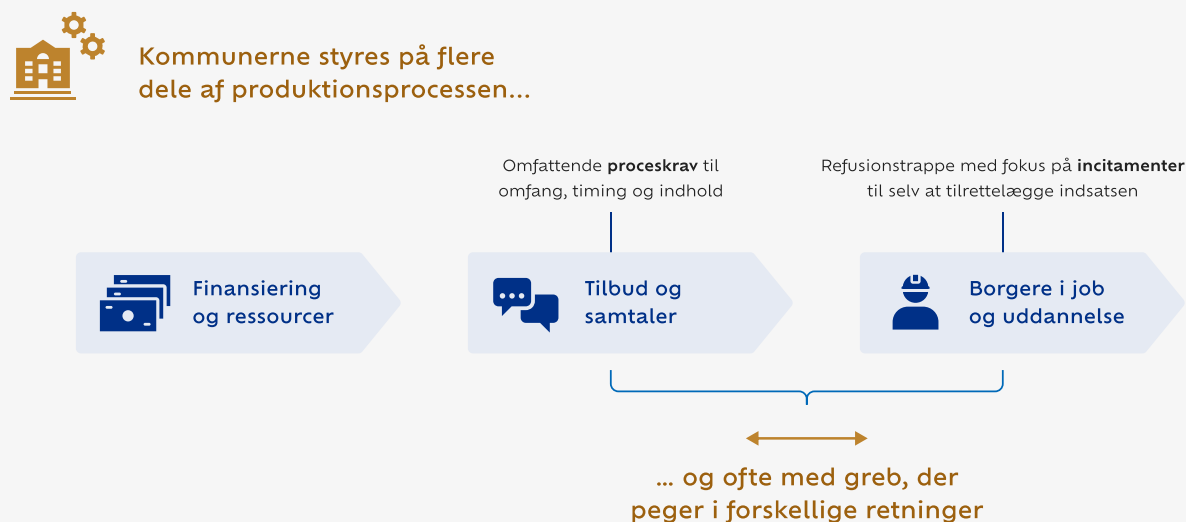 Kommunerne styres på flere
dele af produktionsprocessen...
Omfattende proceskrav til
omfang, timing og indhold
Refusionstrappe med fokus på incitamenter
til selv at tilrettelægge indsatsen
Finansiering
og ressourcer
Tilbud og
samtaler
Borgere i job
og uddannelse
... og ofte med greb, der
peger i forskellige retninger